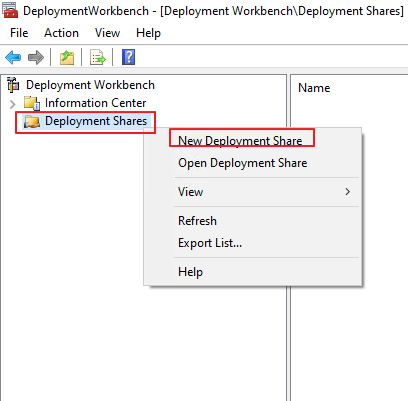 DeploymentWorkbench - [Deployment Workbench\Deployment Shares]
File Action View Help
Deployment Workbench
Name
Information Center
Deployment Shares
New Deployment Share
Open Deployment Share
View
Refresh
Export List...
Help